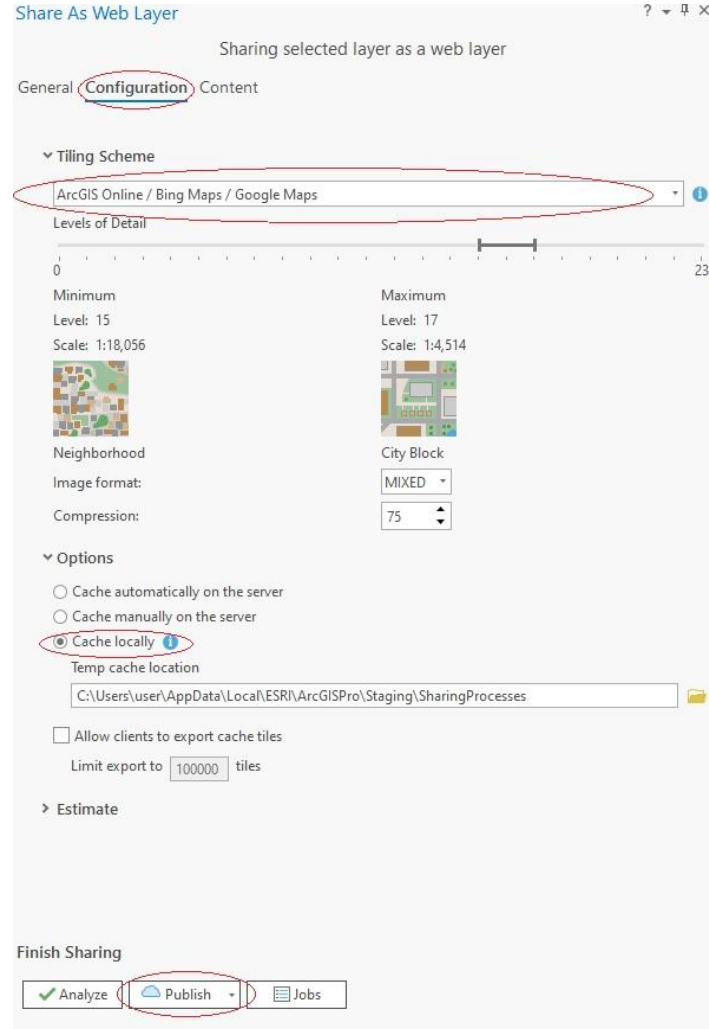 Share As Web Layer
?
Sharing selected layer as a web layer
General Configuration Content
Tiling Scheme
ArcGIS Online / Bing Maps / Google Maps
Levels of Detail
0 23
Minimum Maximum
Level: 15 Level: 17
Scale: 1:18,056 Scale: 1:4,514
Neighborhood City Block
Image format: MIXED
Compression: 75
Options
Cache automatically on the server
Cache manually on the server
Cache locally
Temp cache location
C:\Users\user\AppData\Local\ESRI\ArcGISPro\Staging\SharingProcesses
Allow clients to export cache tiles
Limit export to 100000 tiles
Estimate
Finish Sharing
Analyze Publish Jobs